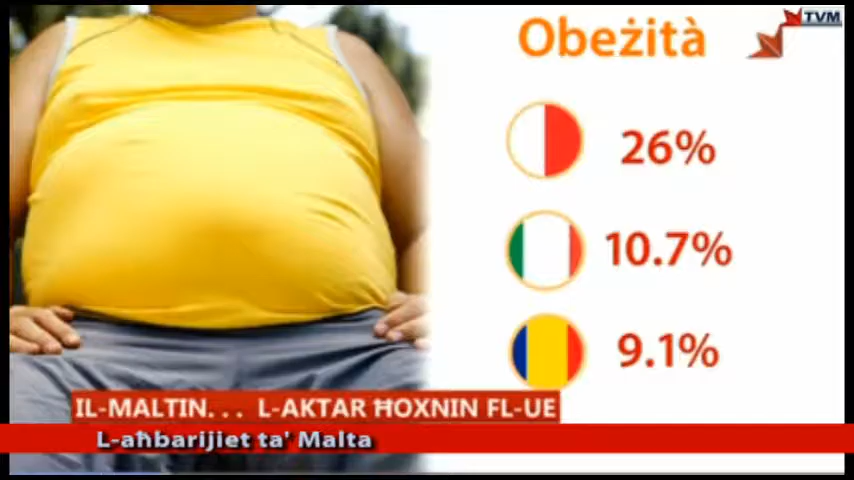 TVM
Obeżità
26%
10.7%
9.1%
IL-MALTIN... L-AKTAR ĦOXNIN FL-UE
L-aħbarijiet ta' Malta